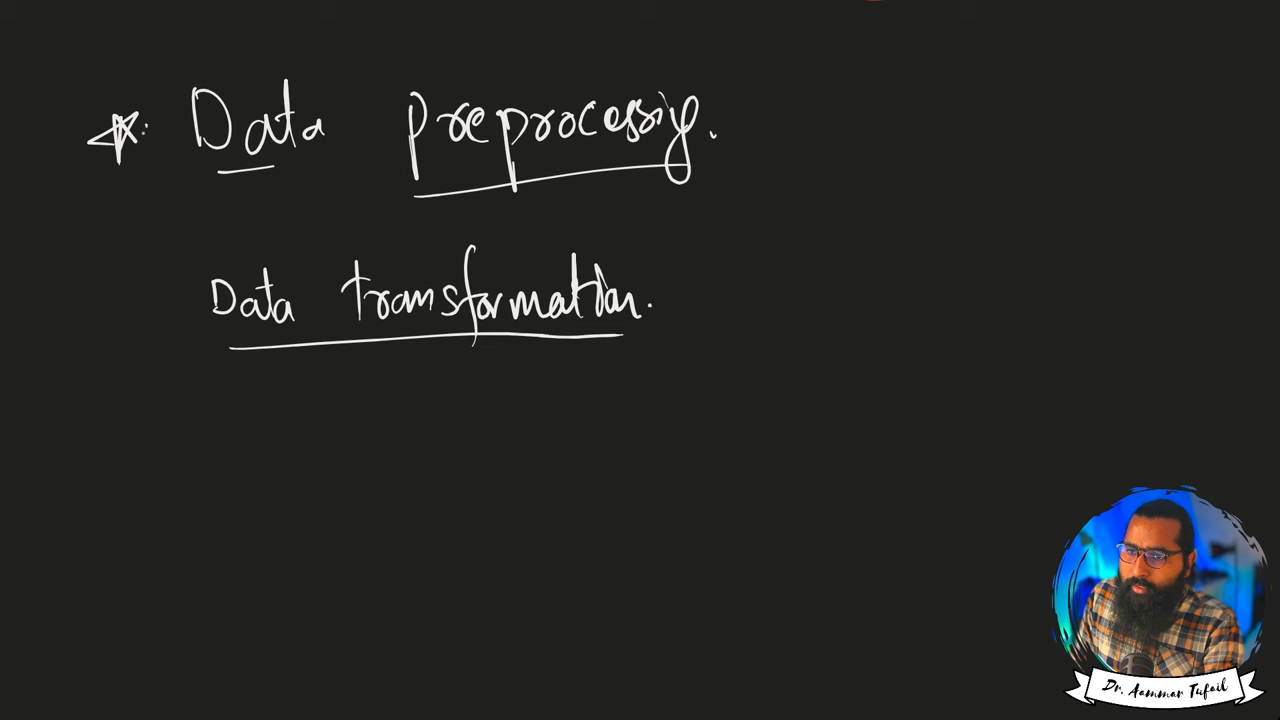 Data preprocessing.
Data transformation.
Dr. Aammar Tufail